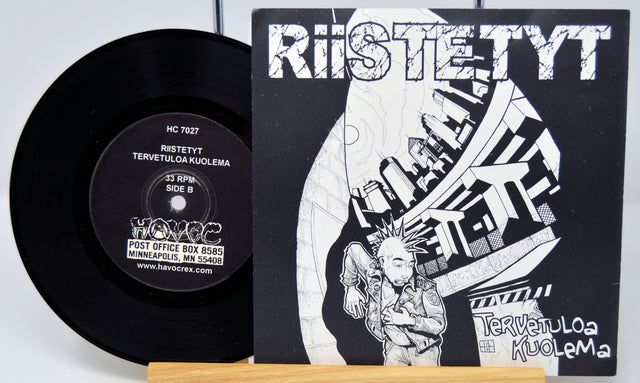 HC 7027
RIISTETYT
TERVETULOA KUOLEMA
33 RPM
SIDE B
HAVOC
POST OFFICE BOX 8585
MINNEAPOLIS, MN 55408
www.havocrex.com
RiiSTETYT
TERVETULOA
KUOLEMA